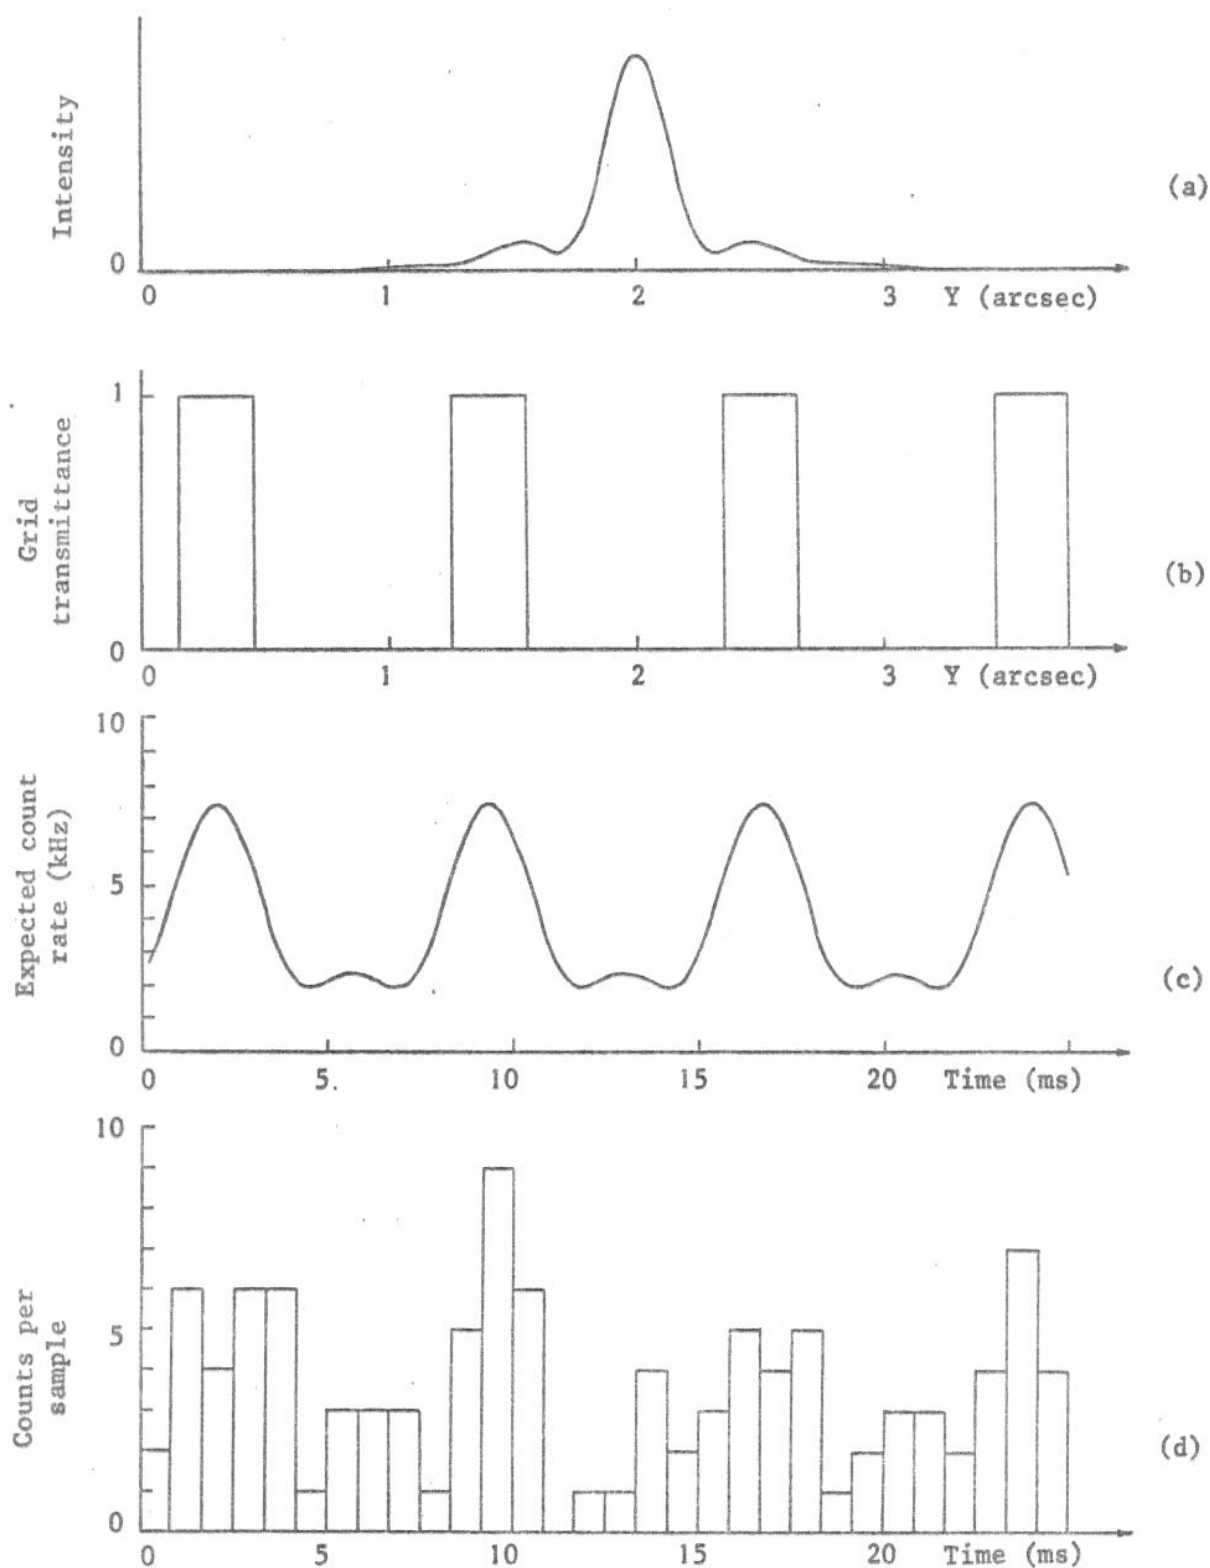 Intensity
0
0 1 2 3 Y (arcsec)
(a)
Grid
transmittance
1
0
0 1 2 3 Y (arcsec)
(b)
Expected count
rate (kHz)
10
5
0
0 5. 10 15 20 Time (ms)
(c)
Counts per
sample
10
5
0
0 5 10 15 20 Time (ms)
(d)